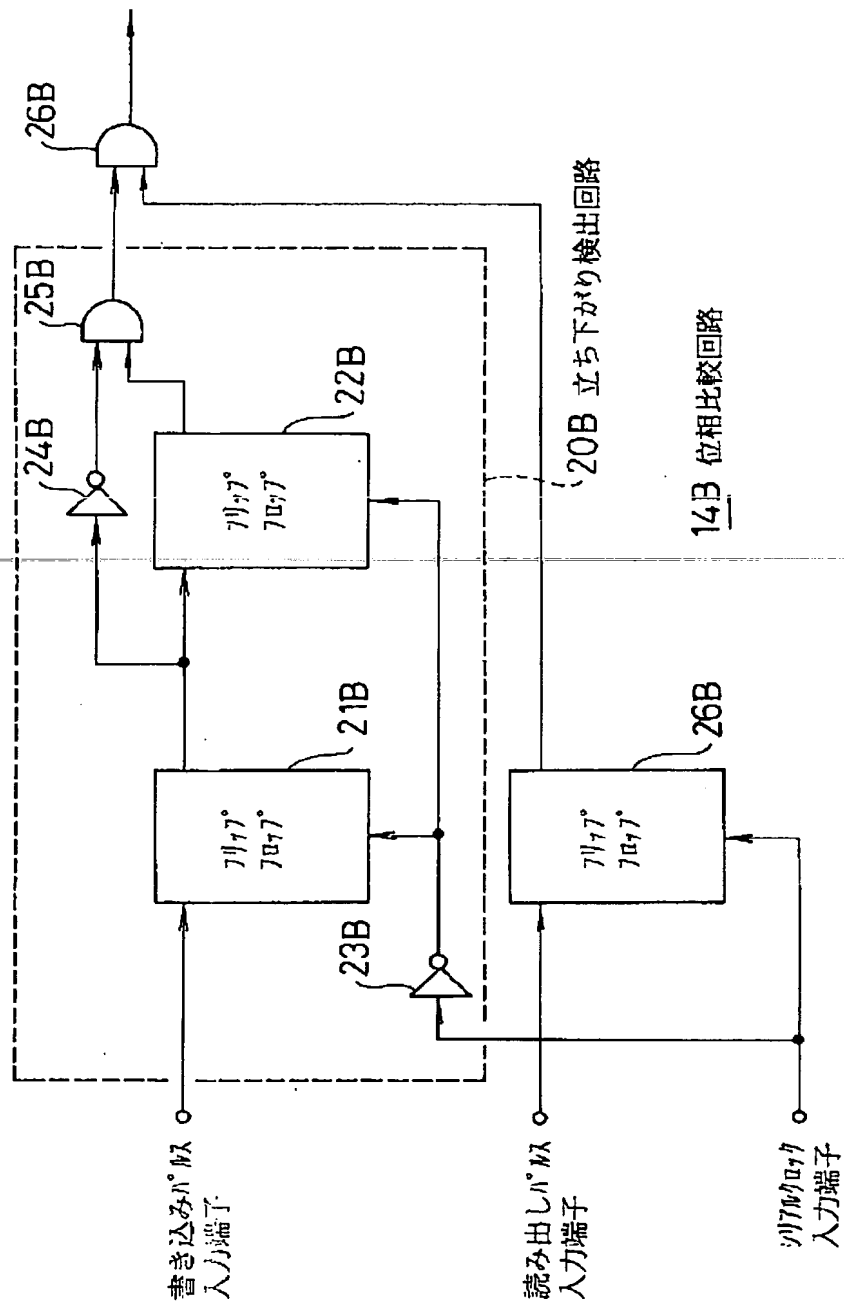 書き込みパルス
入力端子
読み出しパルス
入力端子
シリアルクロック
入力端子
23B
21B
フリップ
フロップ
26B
フリップ
フロップ
24B
22B
フリップ
フロップ
25B
26B
20B 立ち下がり検出回路
14B 位相比較回路